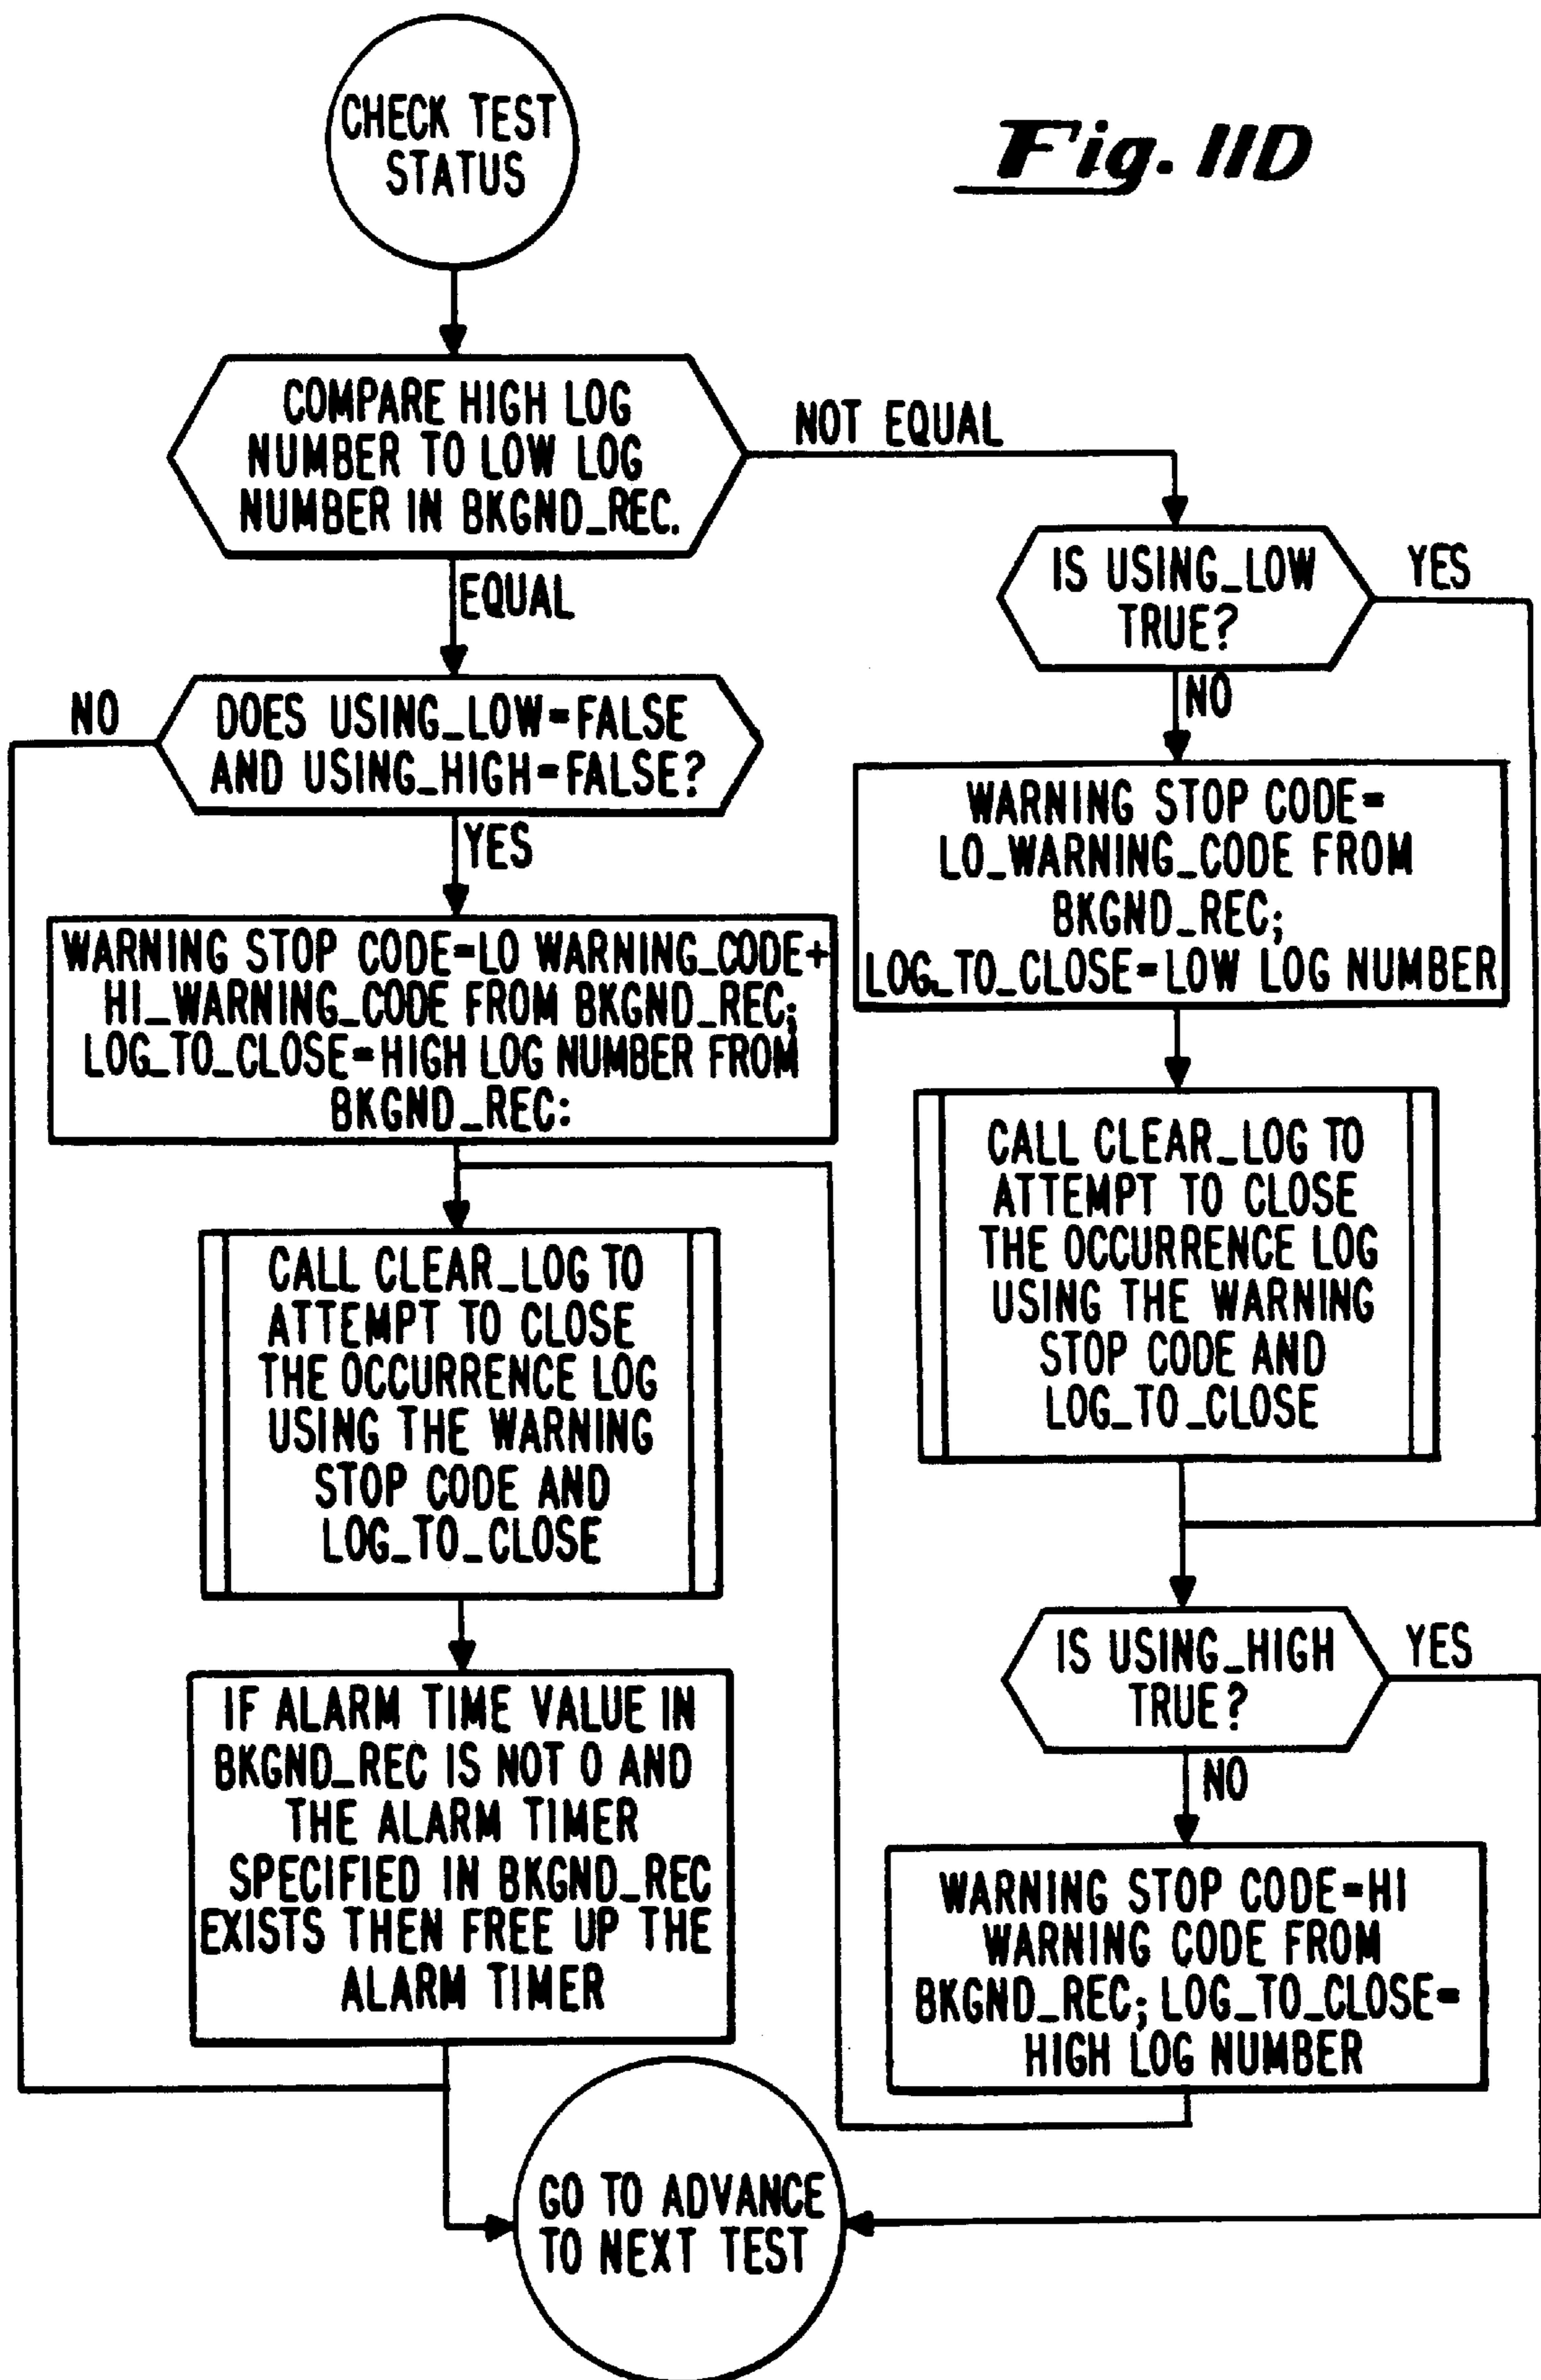 CHECK TEST
STATUS
Fig. 11D
COMPARE HIGH LOG
NUMBER TO LOW LOG
NUMBER IN BKGND_REC.
NOT EQUAL
EQUAL
IS USING_LOW
TRUE?
YES
NO
NO
DOES USING_LOW=FALSE
AND USING_HIGH=FALSE?
YES
WARNING STOP CODE=
LO_WARNING_CODE FROM
BKGND_REC;
LOG_TO_CLOSE=LOW LOG NUMBER
WARNING STOP CODE=LO WARNING_CODE+
HI_WARNING_CODE FROM BKGND_REC;
LOG_TO_CLOSE=HIGH LOG NUMBER FROM
BKGND_REC:
CALL CLEAR_LOG TO
ATTEMPT TO CLOSE
THE OCCURRENCE LOG
USING THE WARNING
STOP CODE AND
LOG_TO_CLOSE
CALL CLEAR_LOG TO
ATTEMPT TO CLOSE
THE OCCURRENCE LOG
USING THE WARNING
STOP CODE AND
LOG_TO_CLOSE
IS USING_HIGH
TRUE?
YES
NO
IF ALARM TIME VALUE IN
BKGND_REC IS NOT 0 AND
THE ALARM TIMER
SPECIFIED IN BKGND_REC
EXISTS THEN FREE UP THE
ALARM TIMER
WARNING STOP CODE=HI
WARNING CODE FROM
BKGND_REC; LOG_TO_CLOSE=
HIGH LOG NUMBER
GO TO ADVANCE
TO NEXT TEST